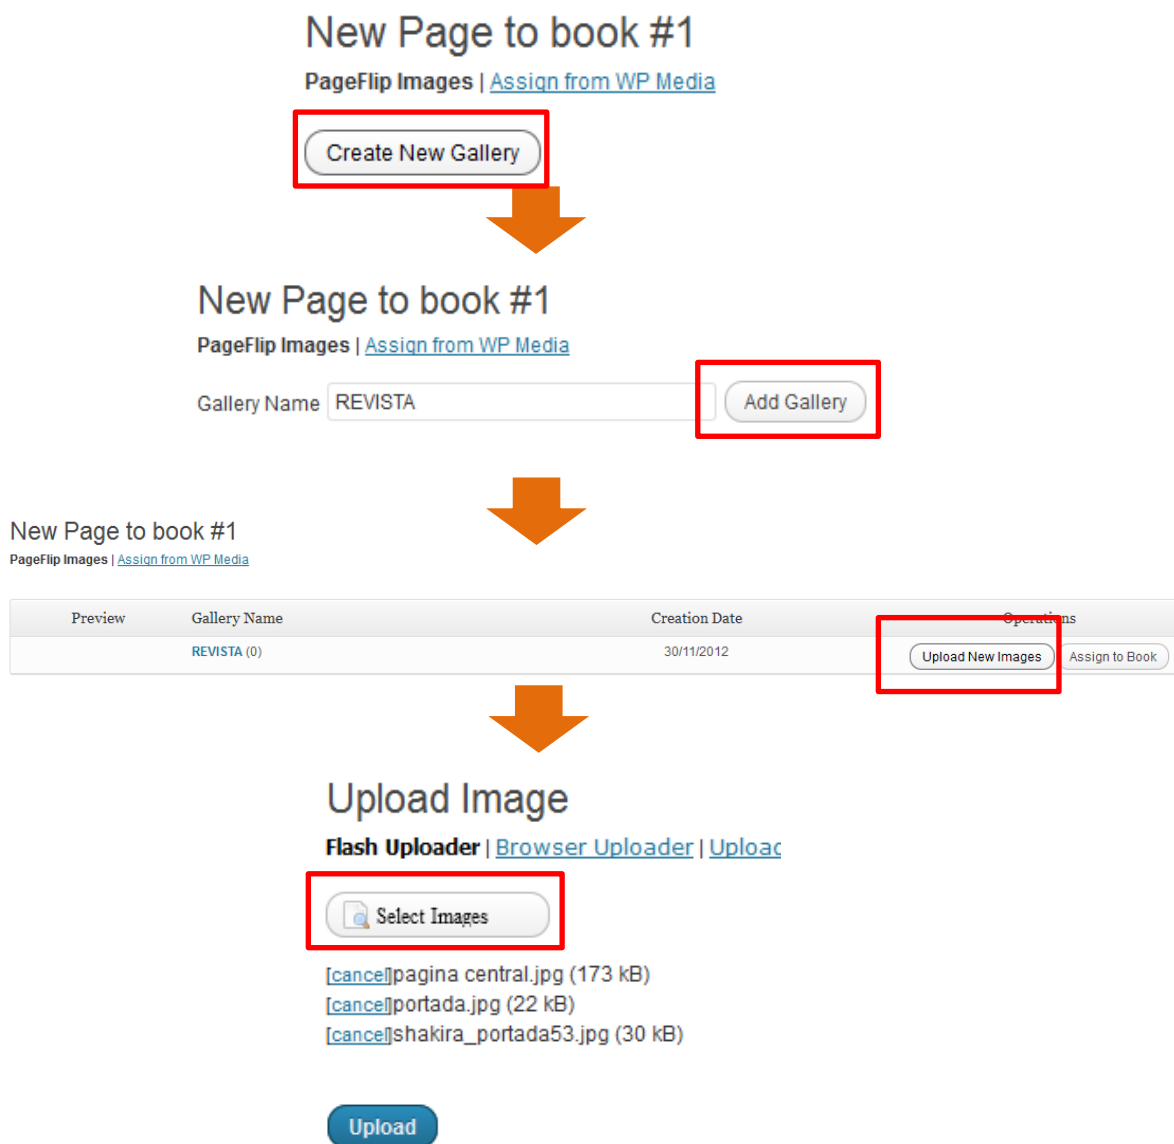 New Page to book #1
PageFlip Images | Assign from WP Media
Create New Gallery
New Page to book #1
PageFlip Images | Assign from WP Media
Gallery Name REVISTA Add Gallery
New Page to book #1
PageFlip Images | Assign from WP Media
Preview Gallery Name Creation Date Operations
REVISTA (0) 30/11/2012 Upload New Images Assign to Book
Upload Image
Flash Uploader | Browser Uploader | Upload
Select Images
[cancel]pagina central.jpg (173 kB)
[cancel]portada.jpg (22 kB)
[cancel]shakira_portada53.jpg (30 kB)
Upload